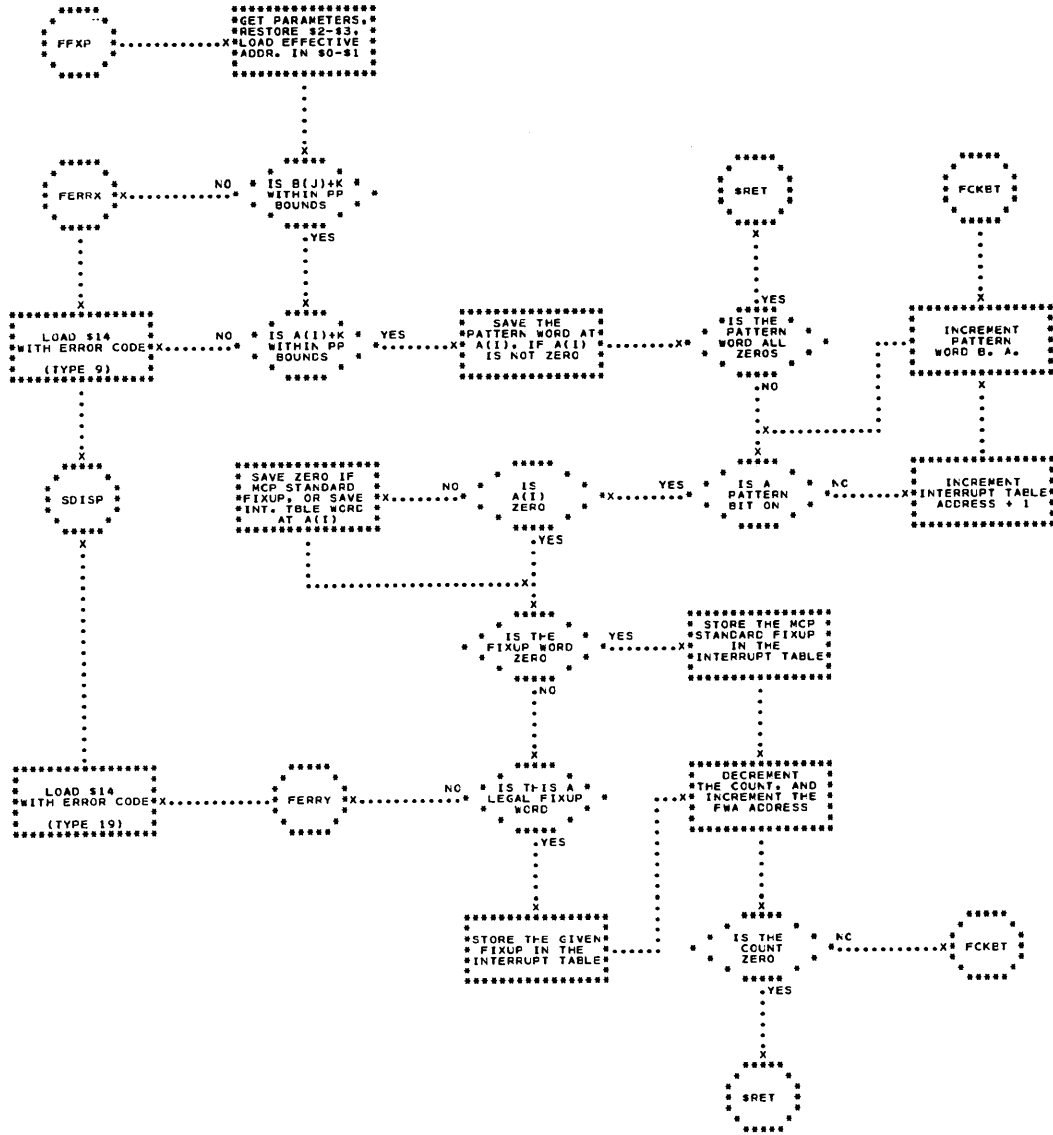 FFXP
GET PARAMETERS,
RESTORE $2-$3.
LOAD EFFECTIVE
ADDR. IN $0-$1
FERRX
NO
IS B(J)+K
WITHIN PP
BOUNDS
YES
$RET
FCKBT
LOAD $14
WITH ERROR CODE
(TYPE 9)
NO
IS A(I)+K
WITHIN PP
BOUNDS
YES
SAVE THE
PATTERN WORD AT
A(I). IF A(I)
IS NOT ZERO
YES
IS THE
PATTERN
WORD ALL
ZEROS
NO
INCREMENT
PATTERN
WORD B. A.
SDISP
SAVE ZERO IF
MCP STANDARD
FIXUP, OR SAVE
INT. TBLE WORD
AT A(I)
NO
IS
A(I)
ZERO
YES
YES
IS A
PATTERN
BIT ON
NC
INCREMENT
INTERRUPT TABLE
ADDRESS + 1
IS THE
FIXUP WORD
ZERO
YES
NO
STORE THE MCP
STANDARD FIXUP
IN THE
INTERRUPT TABLE
LOAD $14
WITH ERROR CODE
(TYPE 19)
FERRY
NO
IS THIS A
LEGAL FIXUP
WORD
YES
DECREMENT
THE COUNT, AND
INCREMENT THE
FWA ADDRESS
STORE THE GIVEN
FIXUP IN THE
INTERRUPT TABLE
IS THE
COUNT
ZERO
NC
YES
FCKBT
$RET